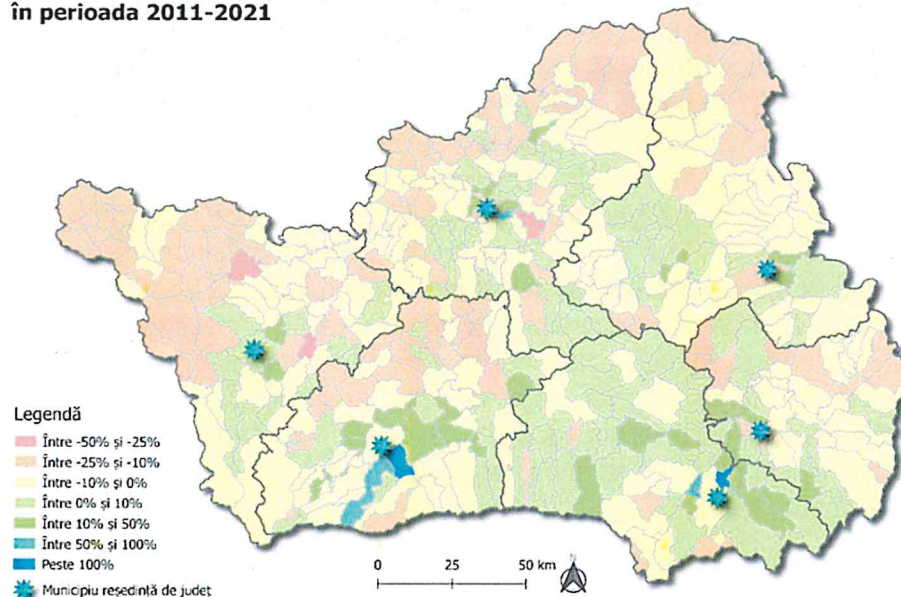 în perioada 2011-2021
Legendă
Între -50% și -25%
Între -25% și -10%
Între -10% și 0%
Între 0% și 10%
Între 10% și 50%
Între 50% și 100%
Peste 100%
Municipiu reședință de județ
0 25 50 km
N